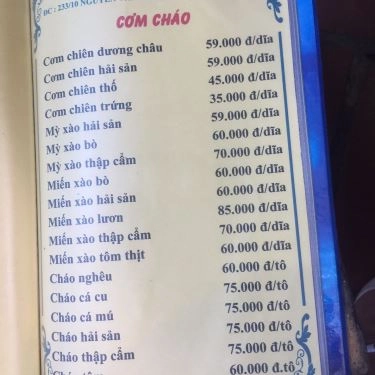 ĐC : 233/10 NGUYỄN
CƠM CHÁO
Cơm chiên dương châu 59.000 đ/dĩa
Cơm chiên hải sản 59.000 đ/dĩa
Cơm chiên thố 45.000 đ/dĩa
Cơm chiên trứng 35.000 đ/dĩa
Mỳ xào hải sản 59.000 đ/dĩa
Mỳ xào bò 60.000 đ/dĩa
Mỳ xào thập cẩm 70.000 đ/dĩa
Miến xào bò 60.000 đ/dĩa
Miến xào hải sản 60.000 đ/dĩa
Miến xào lươn 85.000 đ/dĩa
Miến xào thập cẩm 70.000 đ/dĩa
Miến xào tôm thịt 60.000 đ/dĩa
Cháo nghêu 60.000 đ/tô
Cháo cá cu 75.000 đ/tô
Cháo cá mú 75.000 đ/tô
Cháo hải sản 75.000 đ/tô
Cháo thập cẩm 75.000 đ/tô
60.000 đ.tô